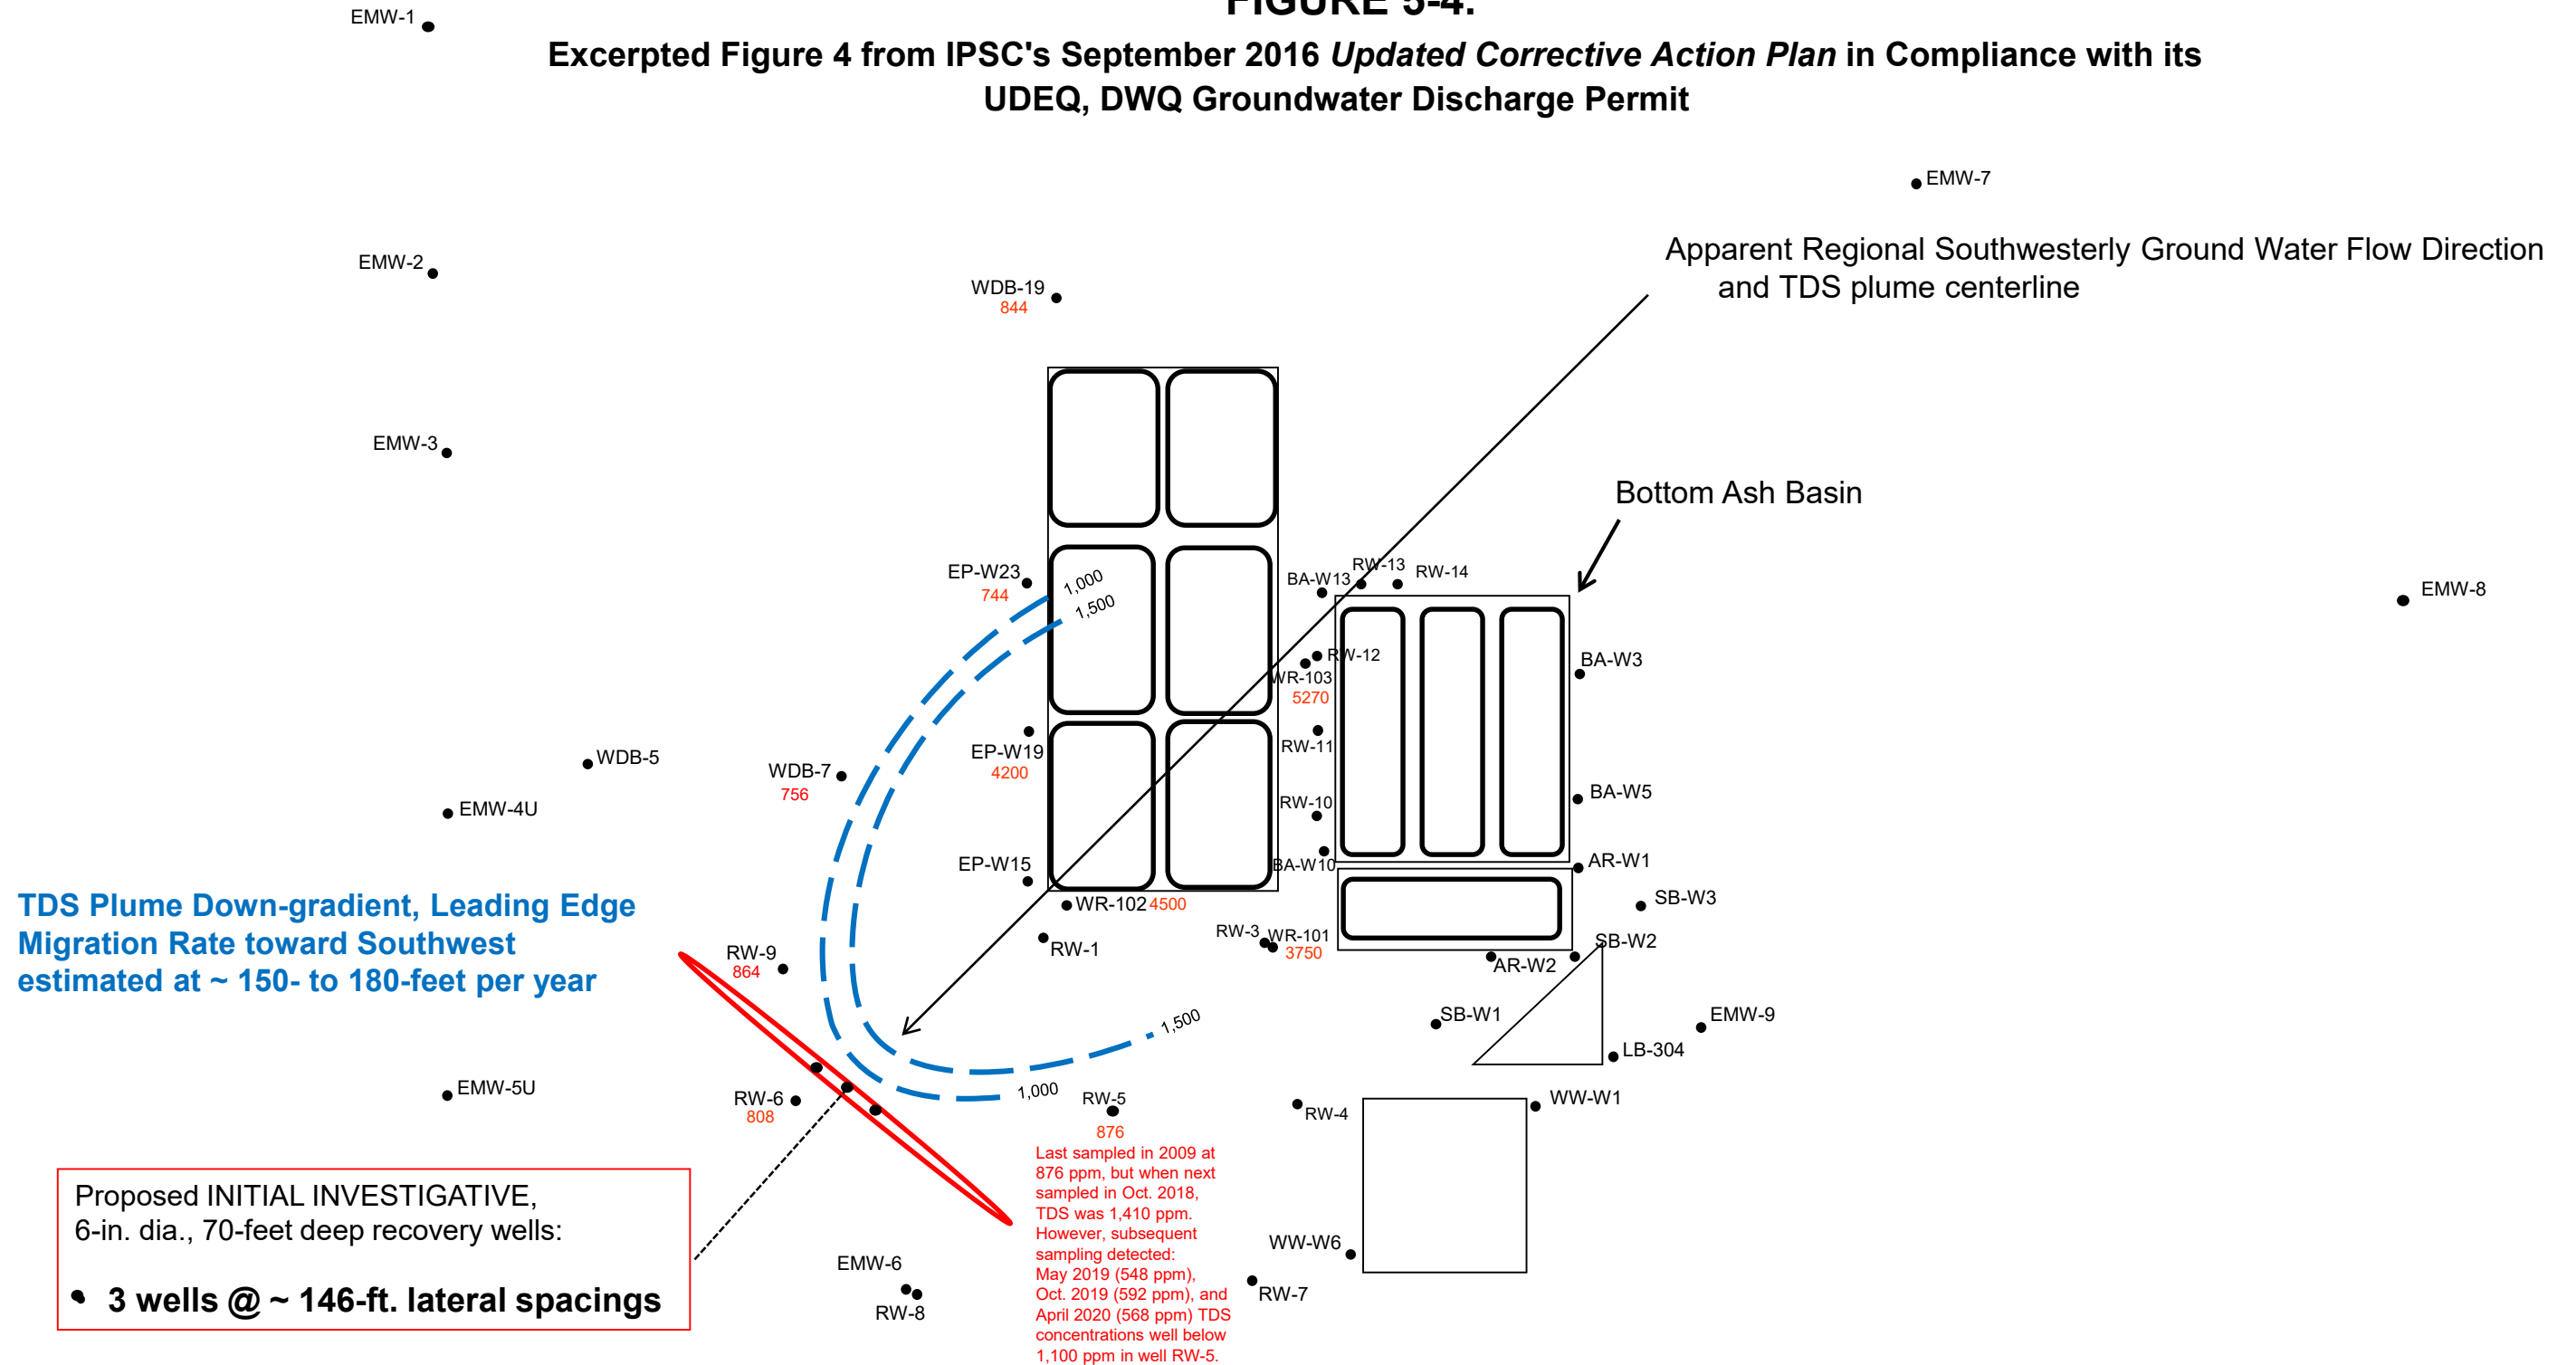 FIGURE 5-4.
Excerpted Figure 4 from IPSC's September 2016 Updated Corrective Action Plan in Compliance with its
UDEQ, DWQ Groundwater Discharge Permit
EMW-1
EMW-7
Apparent Regional Southwesterly Ground Water Flow Direction
and TDS plume centerline
EMW-2
WDB-19
844
EMW-3
Bottom Ash Basin
EP-W23
744
1,000
1,500
BA-W13
RW-13
RW-14
EMW-8
RW-12
WR-103
5270
BA-W3
EP-W19
4200
RW-11
WDB-5
WDB-7
756
EMW-4U
RW-10
BA-W5
EP-W15
BA-W10
AR-W1
WR-102 4500
SB-W3
TDS Plume Down-gradient, Leading Edge
Migration Rate toward Southwest
estimated at ~ 150- to 180-feet per year
RW-9
864
RW-1
RW-3
WR-101
3750
SB-W2
AR-W2
1,500
SB-W1
EMW-9
LB-304
EMW-5U
RW-6
808
1,000
RW-5
876
RW-4
WW-W1
Last sampled in 2009 at
876 ppm, but when next
sampled in Oct. 2018,
TDS was 1,410 ppm.
However, subsequent
sampling detected:
May 2019 (548 ppm),
Oct. 2019 (592 ppm), and
April 2020 (568 ppm) TDS
concentrations well below
1,100 ppm in well RW-5.
Proposed INITIAL INVESTIGATIVE,
6-in. dia., 70-feet deep recovery wells:
• 3 wells @ ~ 146-ft. lateral spacings
EMW-6
RW-8
WW-W6
RW-7